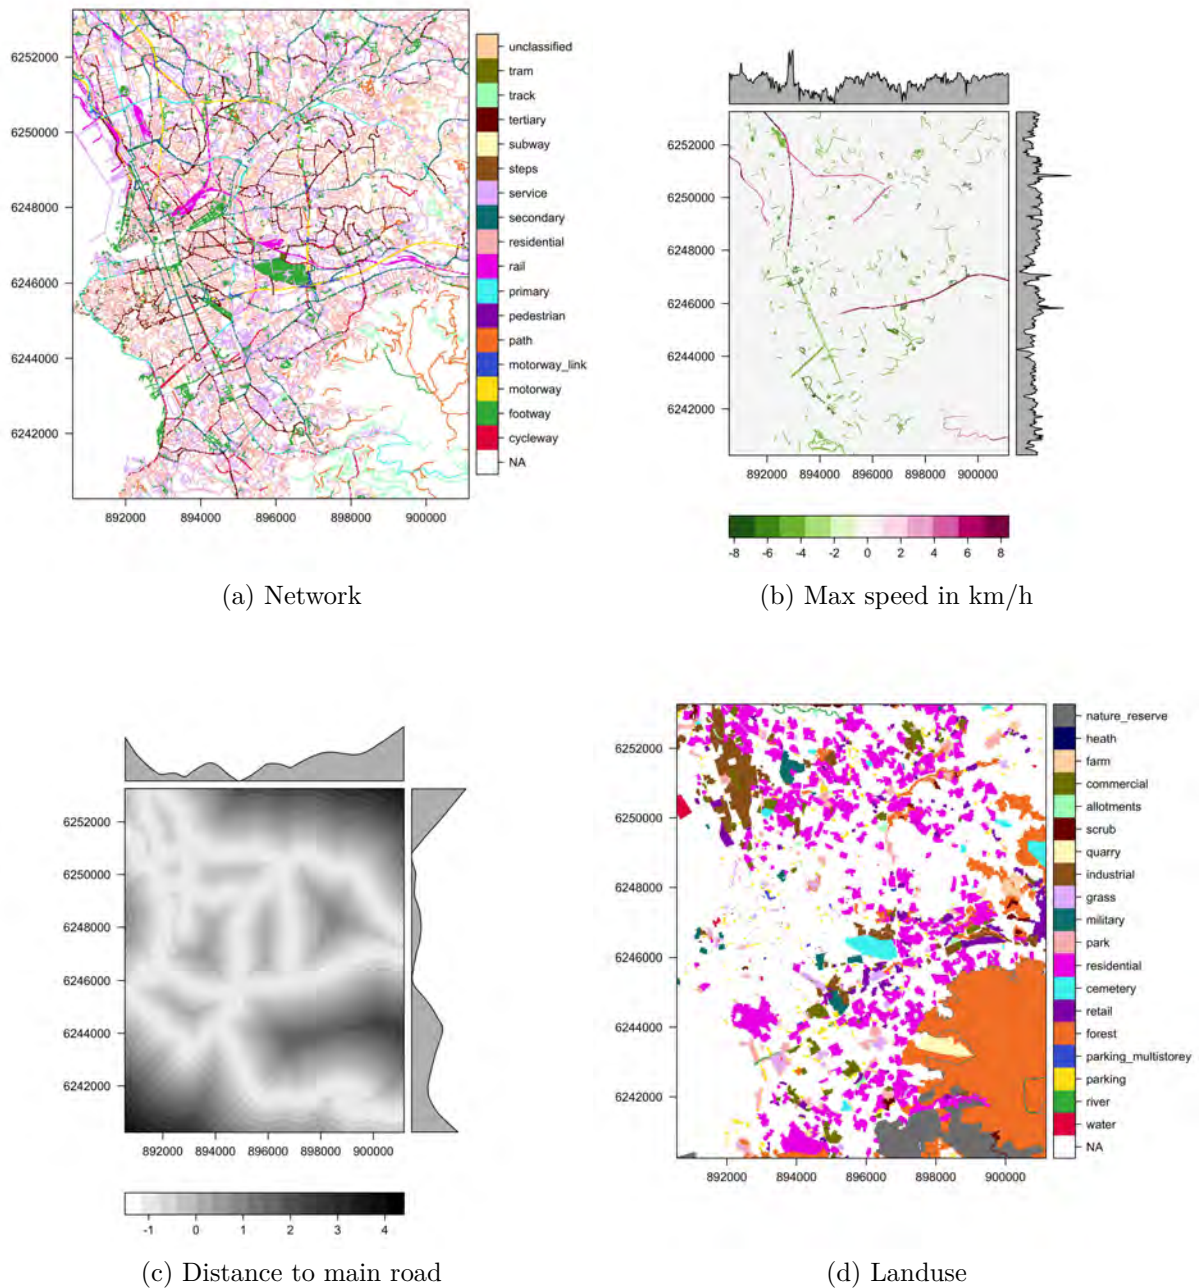 6252000
6250000
6248000
6246000
6244000
6242000
892000 894000 896000 898000 900000
unclassified
tram
track
tertiary
subway
steps
service
secondary
residential
rail
primary
pedestrian
path
motorway_link
motorway
footway
cycleway
NA
(a) Network
6252000
6250000
6248000
6246000
6244000
6242000
892000 894000 896000 898000 900000
-8 -6 -4 -2 0 2 4 6 8
(b) Max speed in km/h
6252000
6250000
6248000
6246000
6244000
6242000
892000 894000 896000 898000 900000
-1 0 1 2 3 4
(c) Distance to main road
6252000
6250000
6248000
6246000
6244000
6242000
892000 894000 896000 898000 900000
nature_reserve
heath
farm
commercial
allotments
scrub
quarry
industrial
grass
military
park
residential
cemetery
retail
forest
parking_multistorey
parking
river
water
NA
(d) Landuse